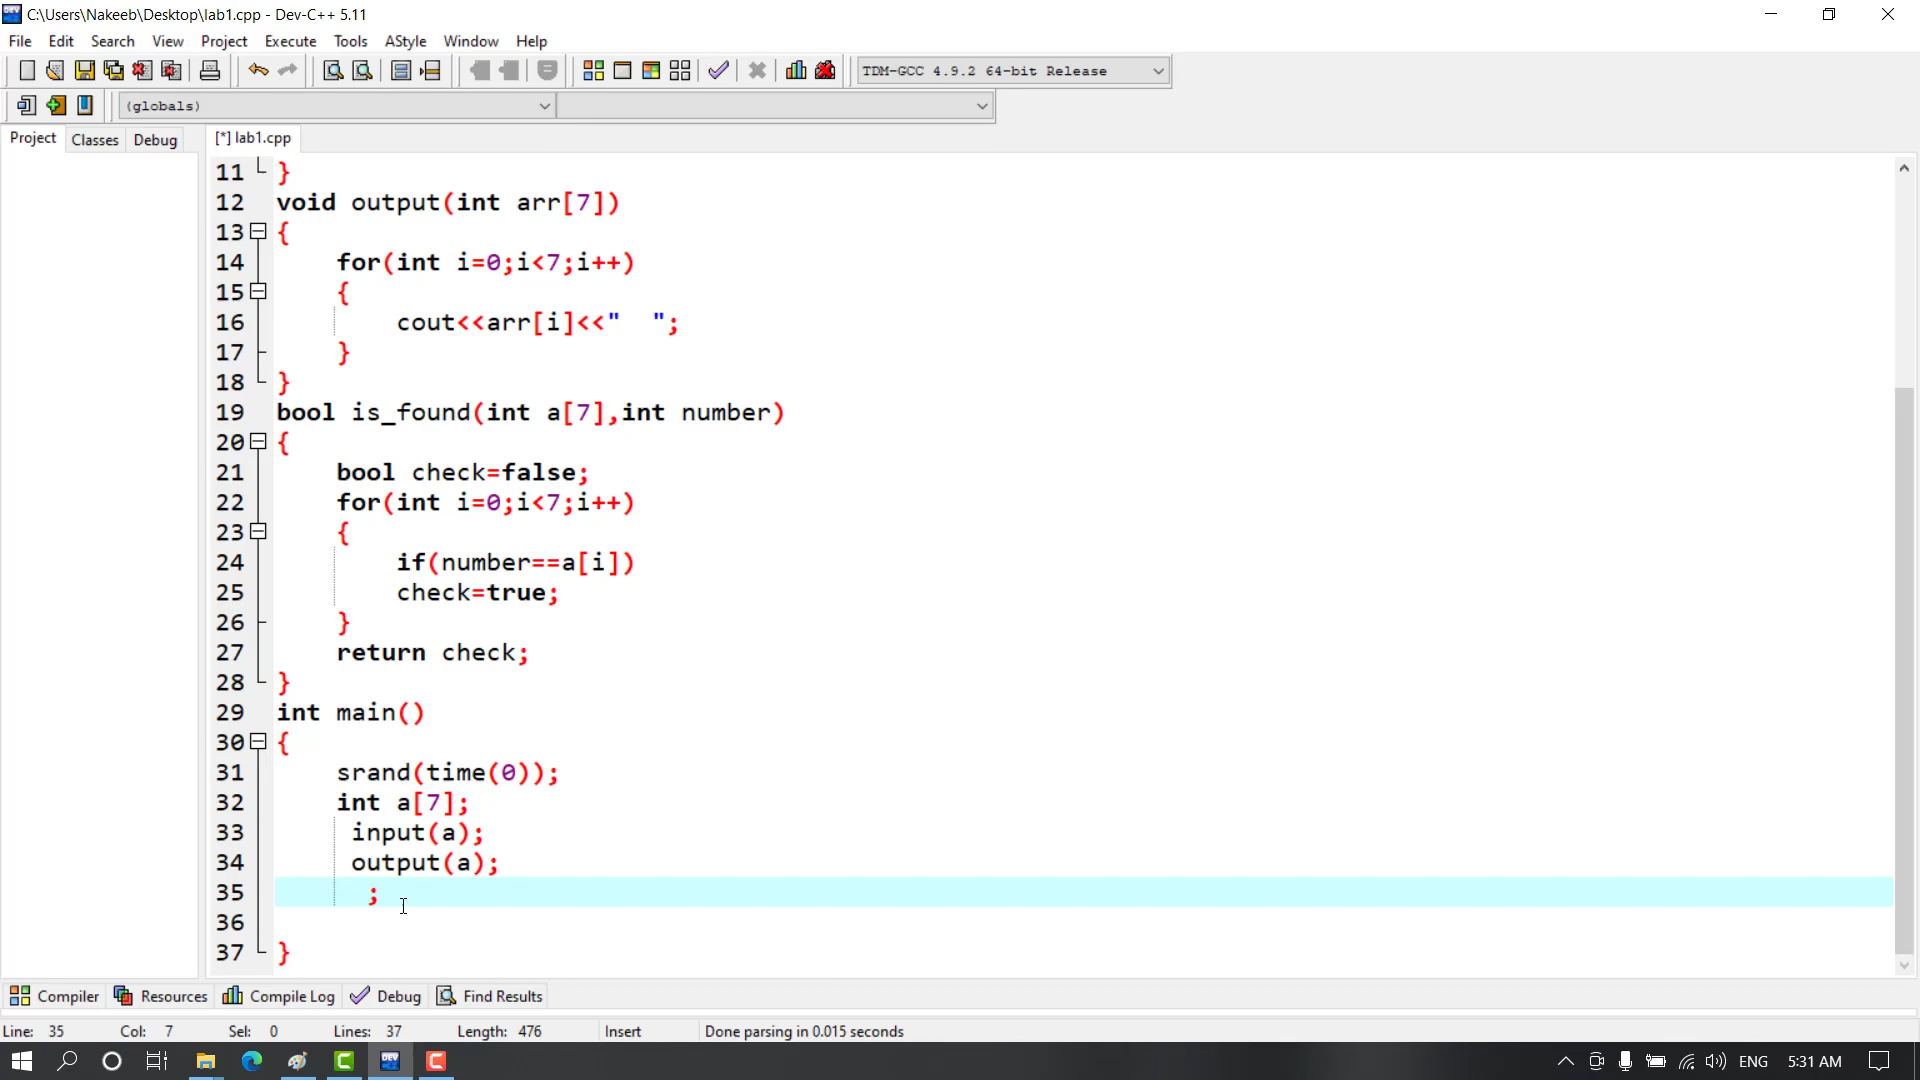 C:\Users\Nakeeb\Desktop\lab1.cpp - Dev-C++ 5.11
File Edit Search View Project Execute Tools AStyle Window Help
TDM-GCC 4.9.2 64-bit Release
(globals)
Project Classes Debug [*] lab1.cpp
11 }
12 void output(int arr[7])
13 {
14 for(int i=0;i<7;i++)
15 {
16 cout<<arr[i]<<"  ";
17 }
18 }
19 bool is_found(int a[7],int number)
20 {
21 bool check=false;
22 for(int i=0;i<7;i++)
23 {
24 if(number==a[i])
25 check=true;
26 }
27 return check;
28 }
29 int main()
30 {
31 srand(time(0));
32 int a[7];
33 input(a);
34 output(a);
35 ;
36
37 }
Compiler Resources Compile Log Debug Find Results
Line: 35 Col: 7 Sel: 0 Lines: 37 Length: 476 Insert Done parsing in 0.015 seconds
DEV ENG 5:31 AM